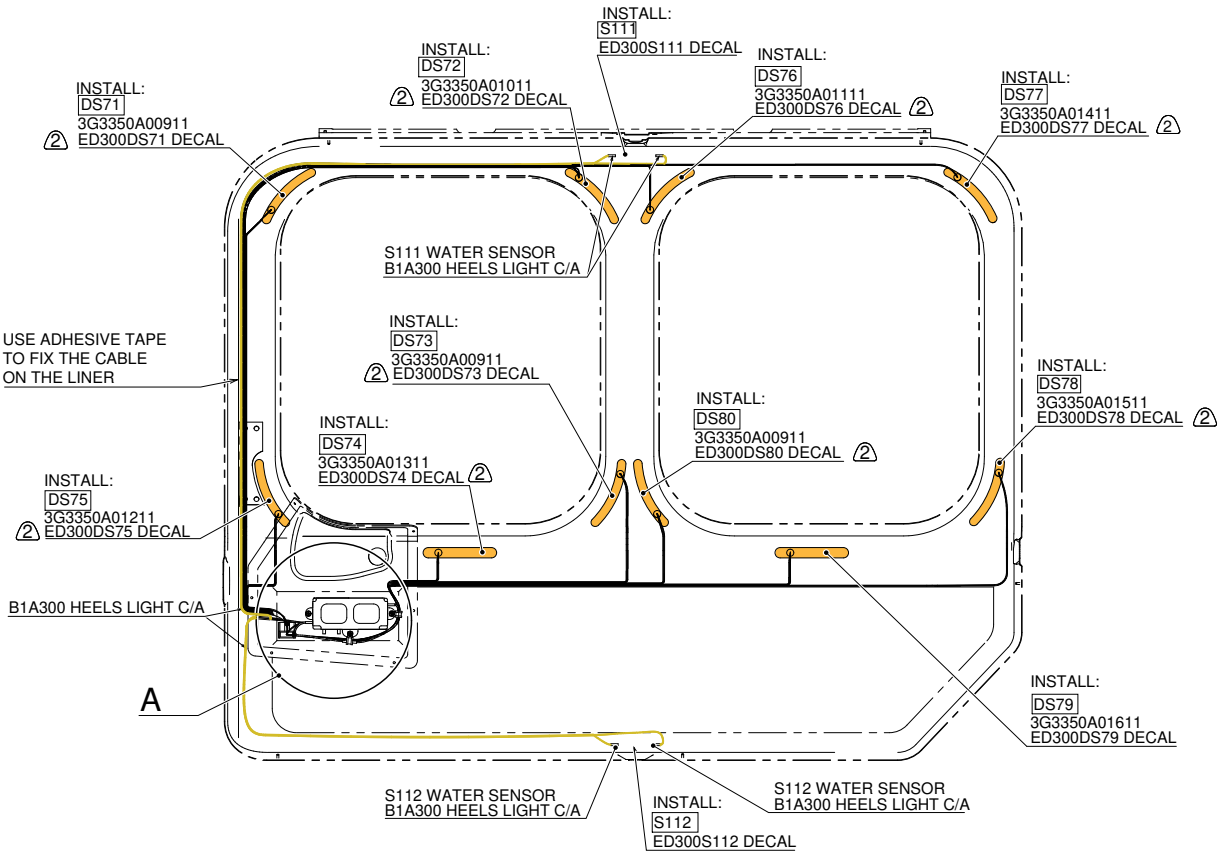 INSTALL:
S111
ED300S111 DECAL
INSTALL:
DS72
3G3350A01011
2 ED300DS72 DECAL
INSTALL:
DS76
3G3350A01111
ED300DS76 DECAL 2
INSTALL:
DS77
3G3350A01411
ED300DS77 DECAL 2
INSTALL:
DS71
3G3350A00911
2 ED300DS71 DECAL
S111 WATER SENSOR
B1A300 HEELS LIGHT C/A
USE ADHESIVE TAPE
TO FIX THE CABLE
ON THE LINER
INSTALL:
DS73
3G3350A00911
2 ED300DS73 DECAL
INSTALL:
DS78
3G3350A01511
ED300DS78 DECAL 2
INSTALL:
DS80
3G3350A00911
ED300DS80 DECAL 2
INSTALL:
DS74
3G3350A01311
ED300DS74 DECAL 2
INSTALL:
DS75
3G3350A01211
2 ED300DS75 DECAL
B1A300 HEELS LIGHT C/A
A
INSTALL:
DS79
3G3350A01611
ED300DS79 DECAL
S112 WATER SENSOR
B1A300 HEELS LIGHT C/A
INSTALL:
S112
ED300S112 DECAL
S112 WATER SENSOR
B1A300 HEELS LIGHT C/A